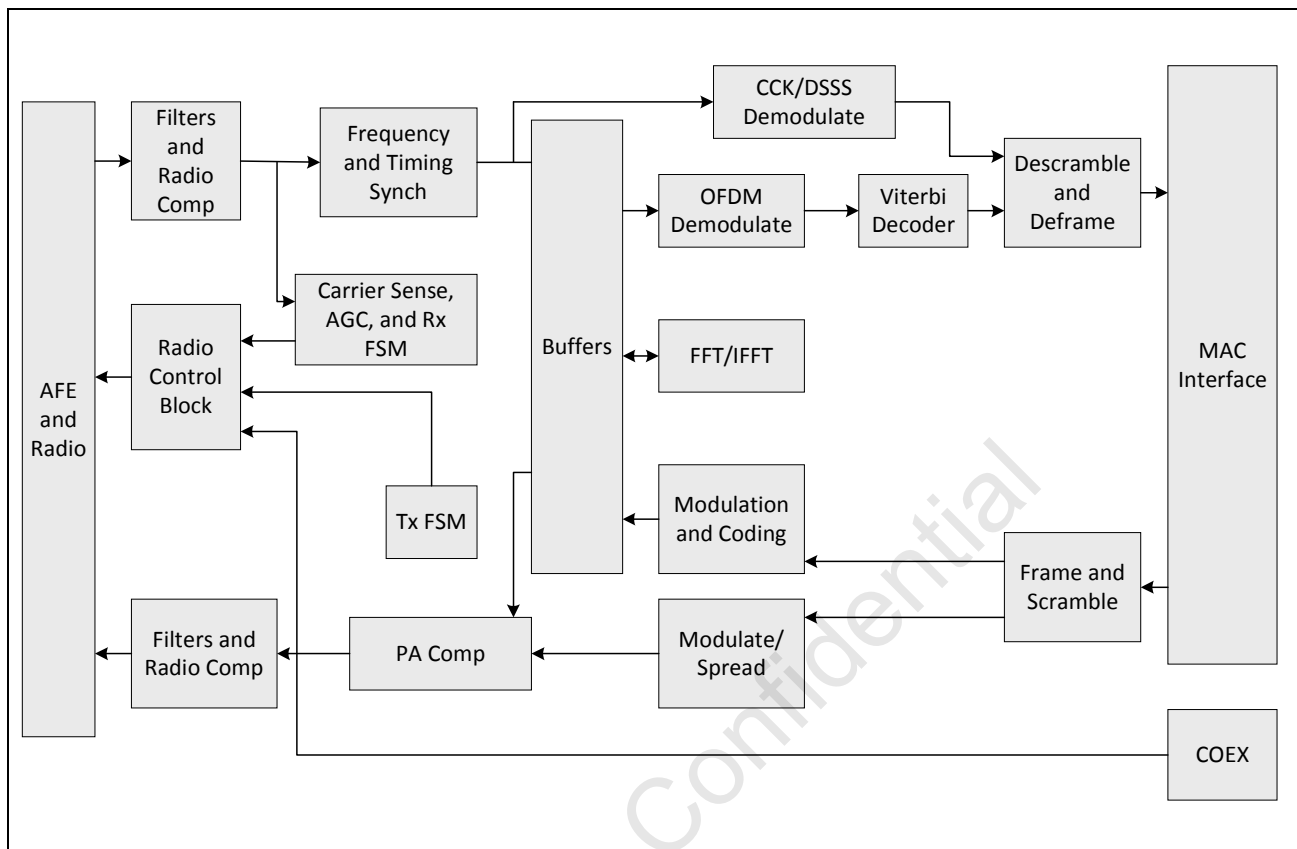 CCK/DSSS
Demodulate
Filters
and
Radio
Comp
Frequency
and Timing
Synch
Descramble
and
Deframe
OFDM
Demodulate
Viterbi
Decoder
Carrier Sense,
AGC, and Rx
FSM
Buffers
FFT/IFFT
MAC
Interface
AFE
and
Radio
Radio
Control
Block
Tx FSM
Modulation
and Coding
Frame and
Scramble
Filters and
Radio Comp
PA Comp
Modulate/
Spread
COEX
Confidential